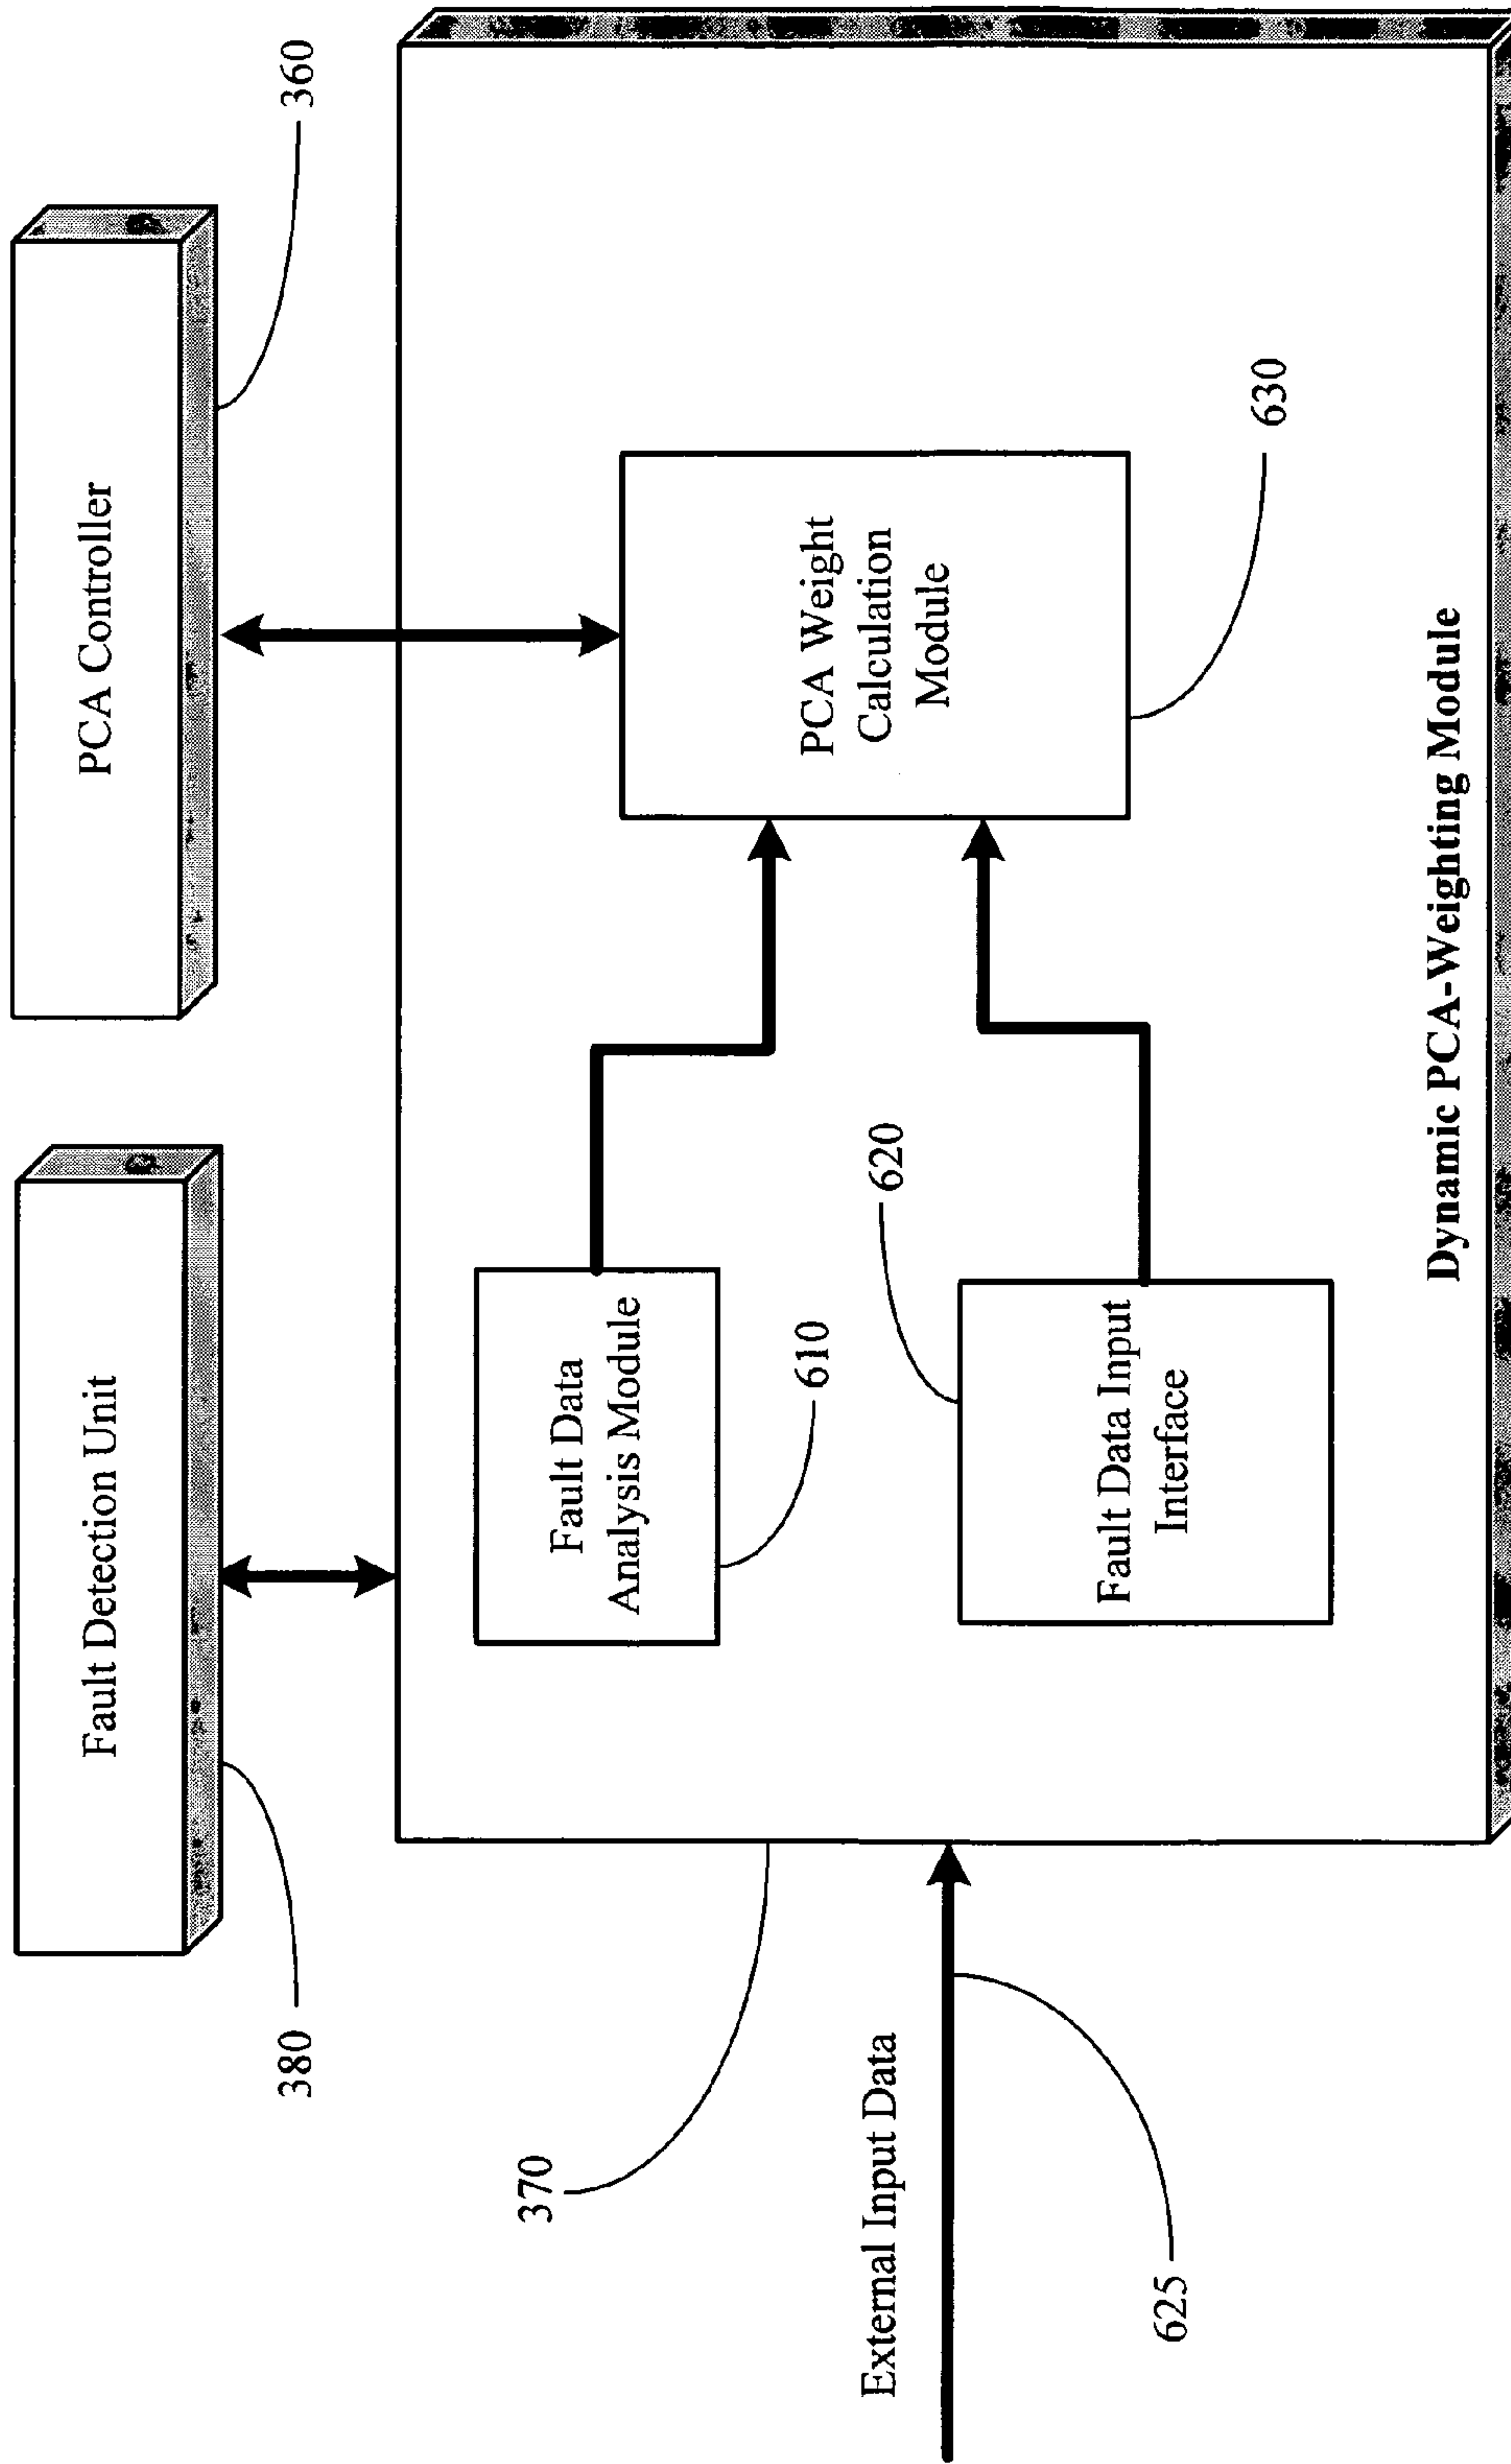 Fault Detection Unit
380
PCA Controller
360
370
Fault Data
Analysis Module
610
PCA Weight
Calculation
Module
630
External Input Data
625
620
Fault Data Input
Interface
Dynamic PCA-Weighting Module